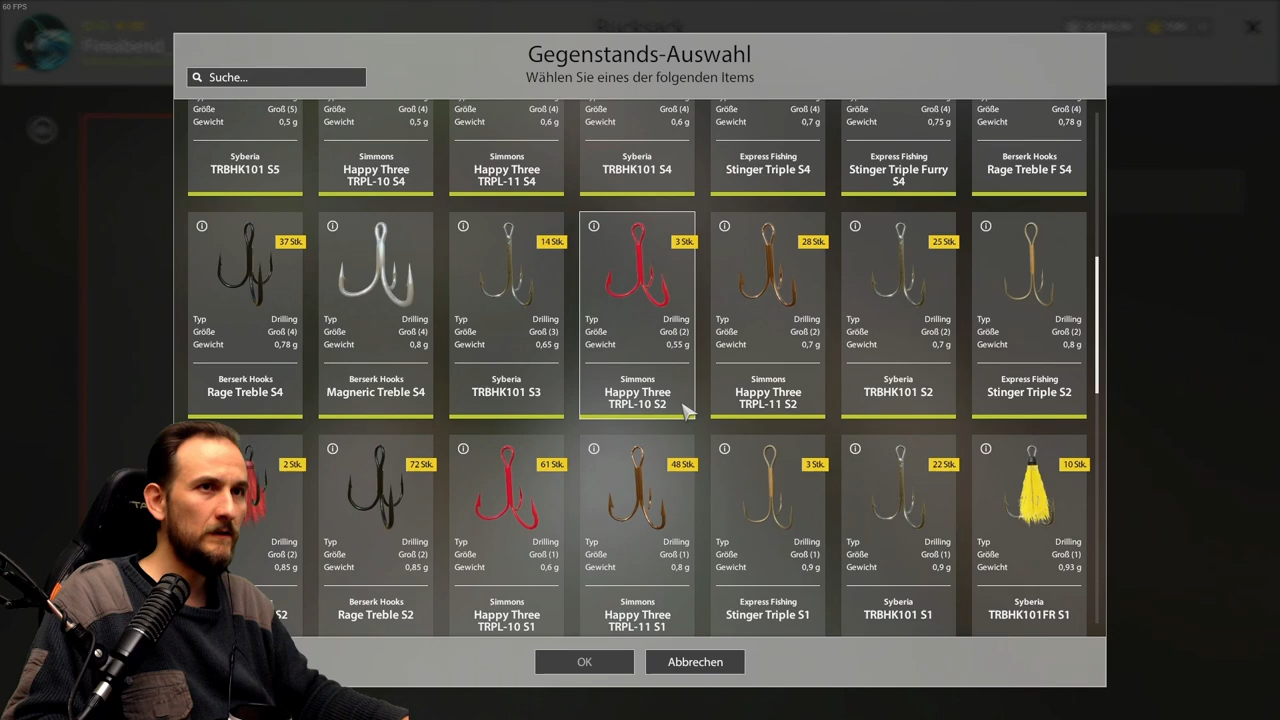 60 FPS
Fireabend
Rucksack
Gegenstands-Auswahl
Wählen Sie eines der folgenden Items
Suche...
Größe Groß (5)
Gewicht 0,5 g
Syberia
TRBHK101 S5
Größe Groß (4)
Gewicht 0,5 g
Simmons
Happy Three
TRPL-10 S4
Größe Groß (4)
Gewicht 0,6 g
Simmons
Happy Three
TRPL-11 S4
Größe Groß (4)
Gewicht 0,6 g
Syberia
TRBHK101 S4
Größe Groß (4)
Gewicht 0,7 g
Express Fishing
Stinger Triple S4
Größe Groß (4)
Gewicht 0,75 g
Express Fishing
Stinger Triple Furry
S4
Größe Groß (4)
Gewicht 0,78 g
Berserk Hooks
Rage Treble F S4
37 Stk.
Typ Drilling
Größe Groß (4)
Gewicht 0,78 g
Berserk Hooks
Rage Treble S4
Typ Drilling
Größe Groß (4)
Gewicht 0,8 g
Berserk Hooks
Magneric Treble S4
14 Stk.
Typ Drilling
Größe Groß (3)
Gewicht 0,65 g
Syberia
TRBHK101 S3
3 Stk.
Typ Drilling
Größe Groß (2)
Gewicht 0,55 g
Simmons
Happy Three
TRPL-10 S2
28 Stk.
Typ Drilling
Größe Groß (2)
Gewicht 0,7 g
Simmons
Happy Three
TRPL-11 S2
25 Stk.
Typ Drilling
Größe Groß (2)
Gewicht 0,7 g
Syberia
TRBHK101 S2
Typ Drilling
Größe Groß (2)
Gewicht 0,8 g
Express Fishing
Stinger Triple S2
2 Stk.
Drilling
Groß (2)
0,85 g
S2
72 Stk.
Typ Drilling
Größe Groß (2)
Gewicht 0,85 g
Berserk Hooks
Rage Treble S2
61 Stk.
Typ Drilling
Größe Groß (1)
Gewicht 0,6 g
Simmons
Happy Three
TRPL-10 S1
48 Stk.
Typ Drilling
Größe Groß (1)
Gewicht 0,8 g
Simmons
Happy Three
TRPL-11 S1
3 Stk.
Typ Drilling
Größe Groß (1)
Gewicht 0,9 g
Express Fishing
Stinger Triple S1
22 Stk.
Typ Drilling
Größe Groß (1)
Gewicht 0,9 g
Syberia
TRBHK101 S1
10 Stk.
Typ Drilling
Größe Groß (1)
Gewicht 0,93 g
Syberia
TRBHK101FR S1
OK
Abbrechen